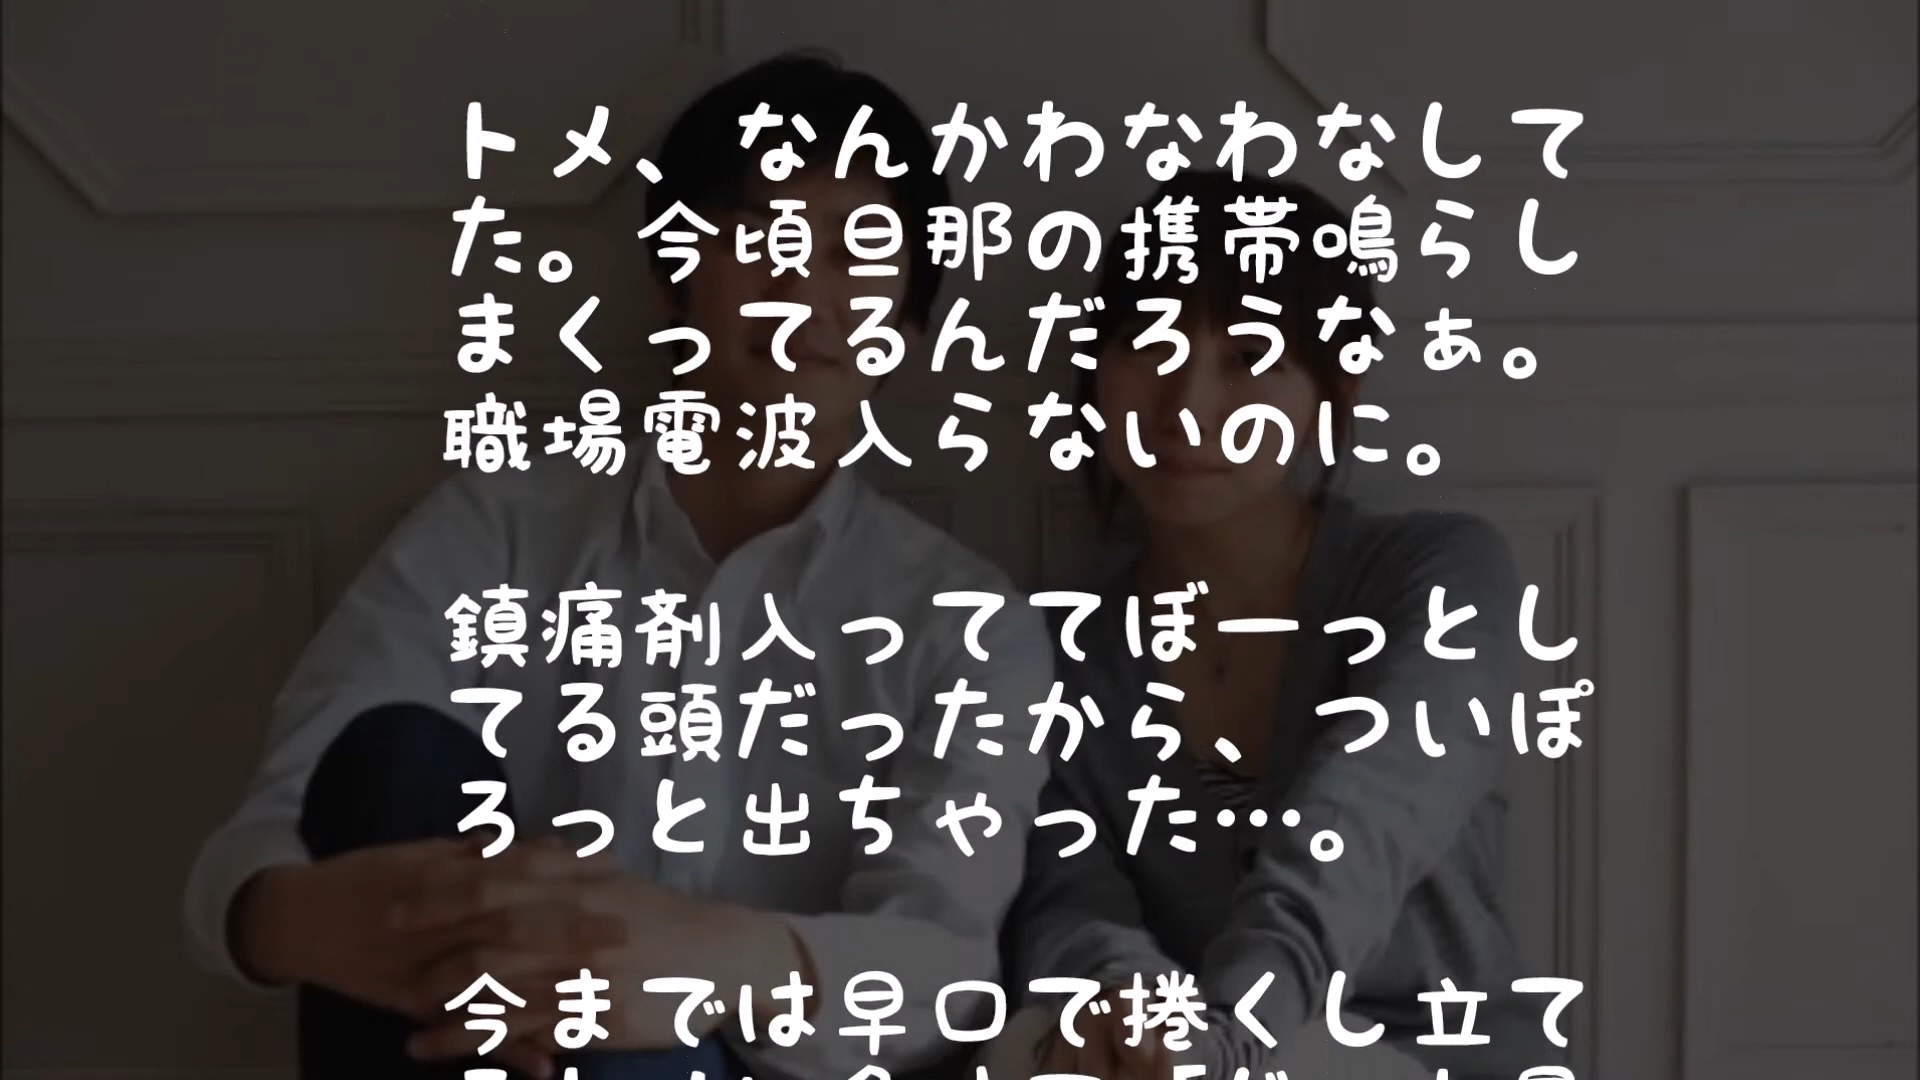 トメ、なんかわなわなして
た。今頃旦那の携帯鳴らし
まくってるんだろうなぁ。
職場電波入らないのに。
鎮痛剤入っててぼーっとし
てる頭だったから、ついぽ
ろっと出ちゃった…。
今までは早口で捲くし立て